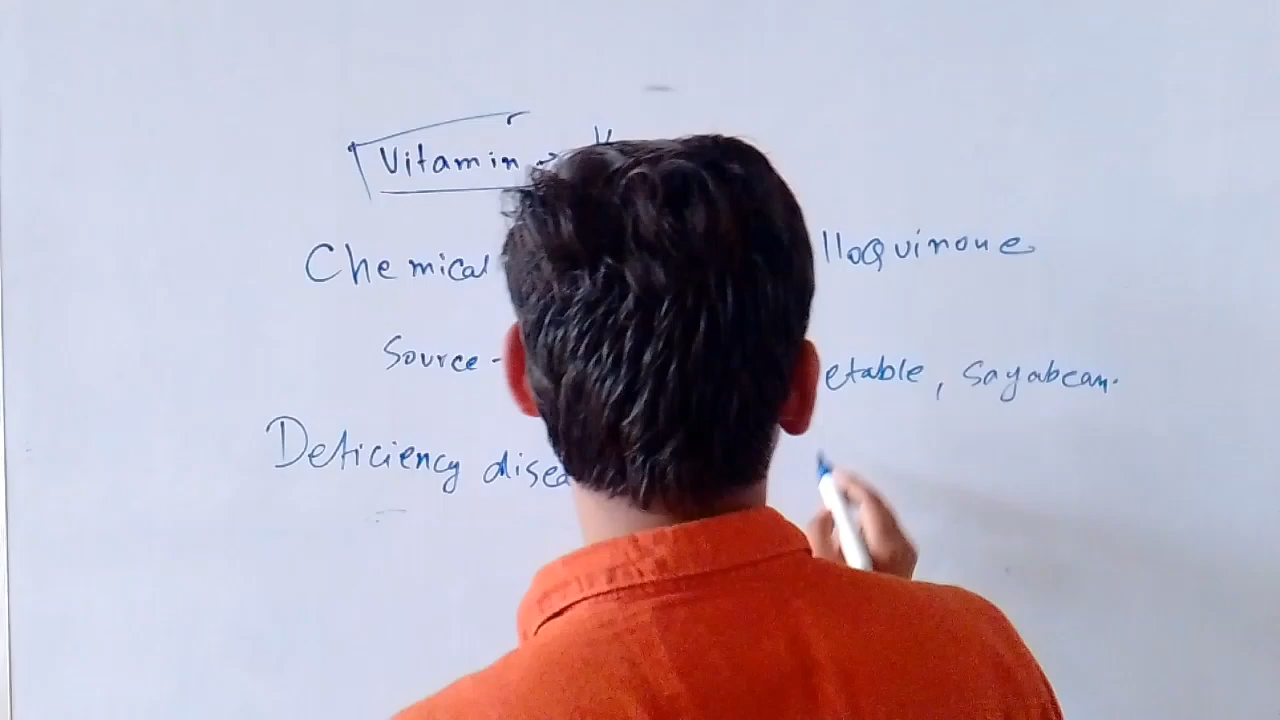 Vitamin → K
Chemical lloquinone
Source - etable, Sayabean.
Deficiency disea